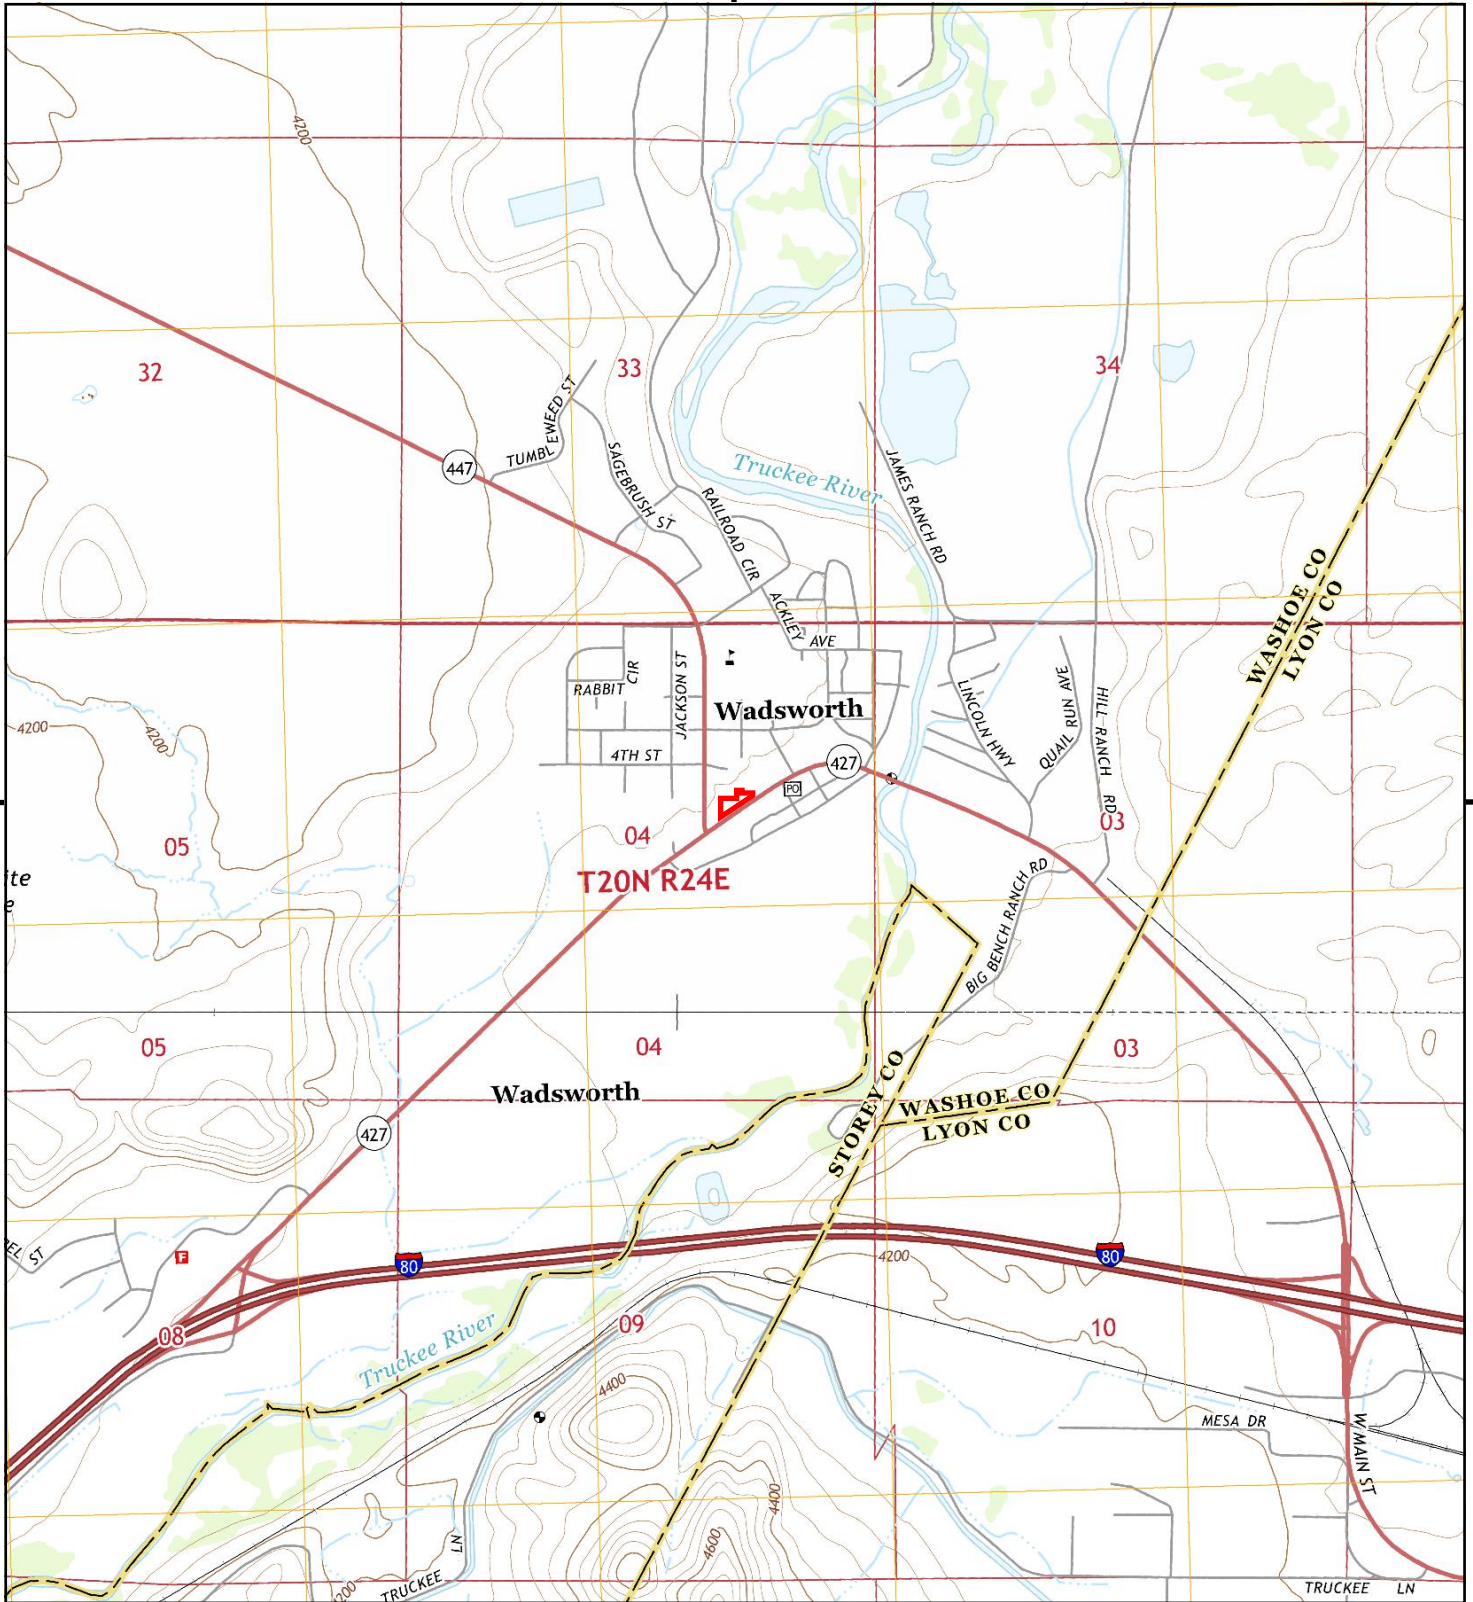 4200
32
33
34
TUMBLEWEED ST
447
SAGEBRUSH ST
RAILROAD CIR
Truckee River
JAMES RANCH RD
WASHOE CO
LYON CO
ACKLEY AVE
RABBIT CIR
JACKSON ST
Wadsworth
LINCOLN HWY
QUAIL RUN AVE
HILL RANCH RD
4200
4200
4TH ST
427
PO
04
03
05
T20N R24E
ite
e
BIG BENCH RANCH RD
05
04
03
Wadsworth
STOREY CO
WASHOE CO
LYON CO
427
EL ST
F
80
4200
80
08
Truckee River
09
10
4400
MESA DR
W MAIN ST
4400
4600
LN
TRUCKEE
200
TRUCKEE LN